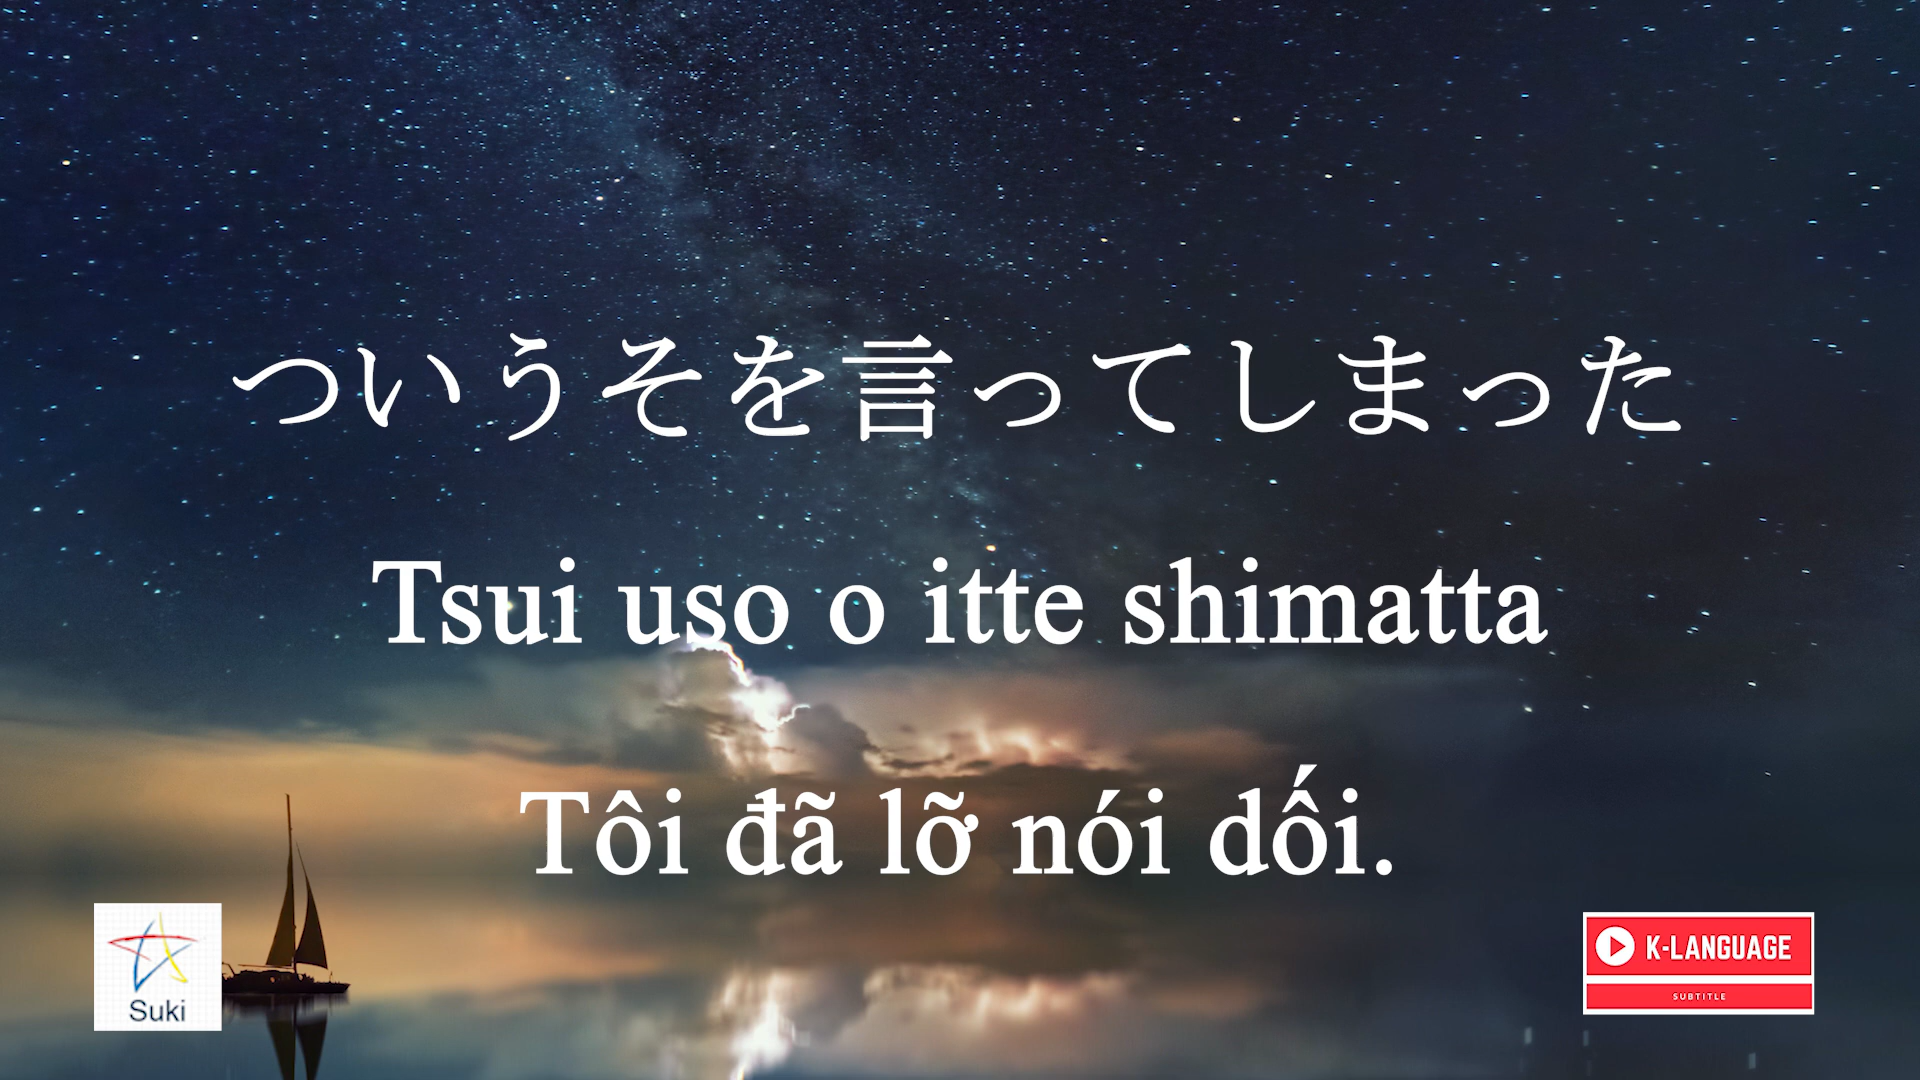 ついうそを言ってしまった
Tsui uso o itte shimatta
Tôi đã lỡ nói dối.
Suki
K-LANGUAGE
SUBTITLE